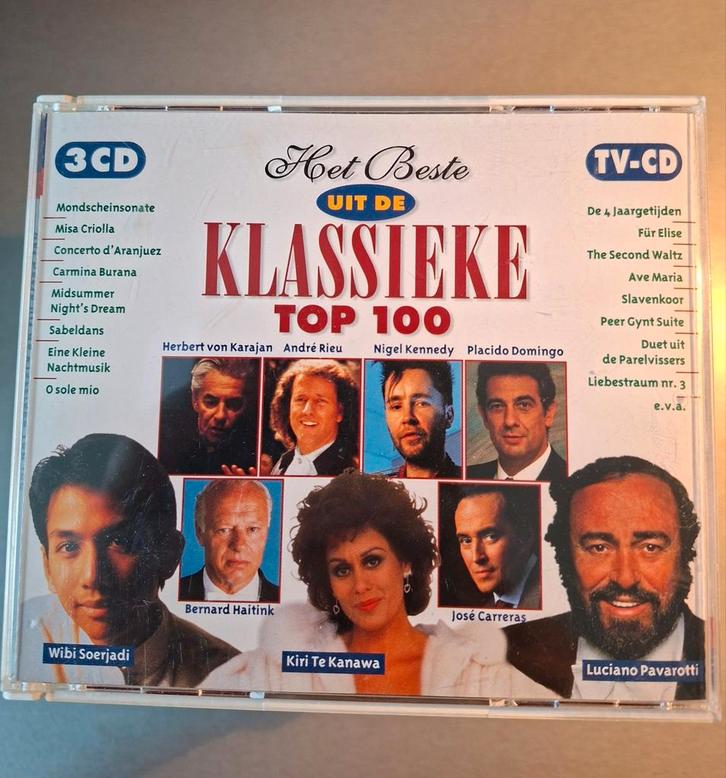 3CD
Het Beste
TV-CD
UIT DE
KLASSIEKE
TOP 100
Mondscheinsonate
Misa Criolla
Concerto d'Aranjuez
Carmina Burana
Midsummer
Night's Dream
Sabeldans
Eine Kleine
Nachtmusik
O sole mio
De 4 Jaargetijden
Für Elise
The Second Waltz
Ave Maria
Slavenkoor
Peer Gynt Suite
Duet uit
de Parelvissers
Liebestraum nr. 3
e.v.a.
Herbert von Karajan
André Rieu
Nigel Kennedy
Placido Domingo
Bernard Haitink
José Carreras
Wibi Soerjadi
Kiri Te Kanawa
Luciano Pavarotti